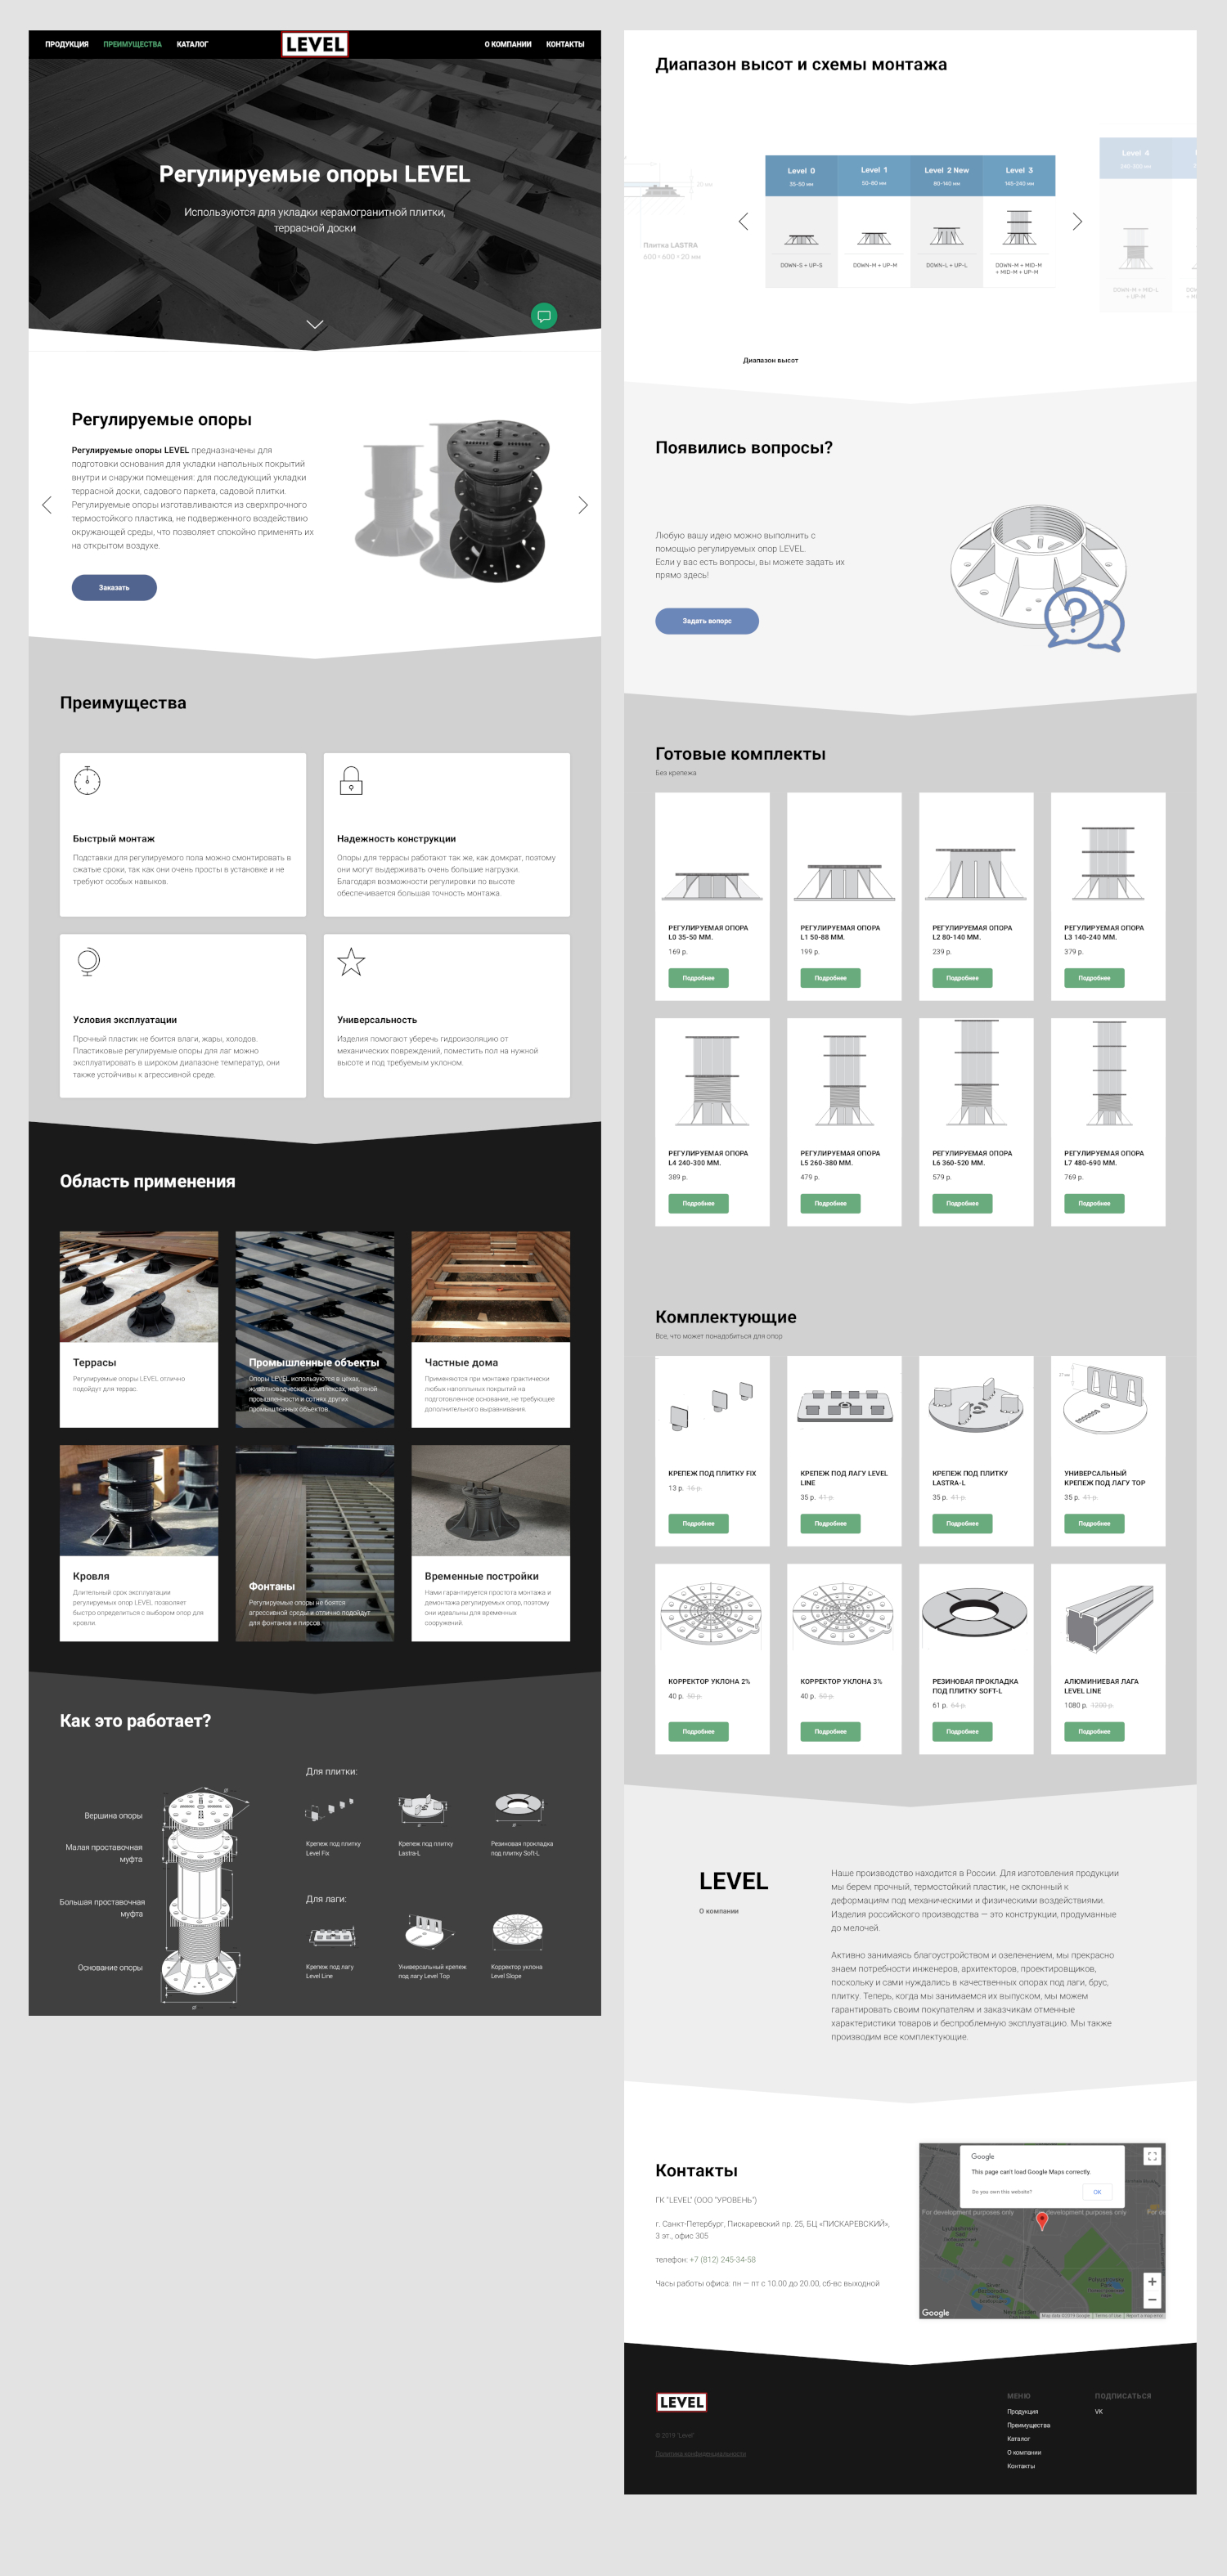 ПРОДУКЦИЯ ПРЕИМУЩЕСТВА КАТАЛОГ LEVEL О КОМПАНИИ КОНТАКТЫ
Регулируемые опоры LEVEL
Используются для укладки керамогранитной плитки,
террасной доски
Регулируемые опоры
Регулируемые опоры LEVEL предназначены для
подготовки основания для укладки напольных покрытий
внутри и снаружи помещения: для последующий укладки
террасной доски, садового паркета, садовой плитки.
Регулируемые опоры изготавливаются из сверхпрочного
термостойкого пластика, не подверженного воздействию
окружающей среды, что позволяет спокойно применять их
на открытом воздухе.
Заказать
Преимущества
Быстрый монтаж
Подставки для регулируемого пола можно смонтировать в
сжатые сроки, так как они очень просты в установке и не
требуют особых навыков.
Надежность конструкции
Опоры для террасы работают так же, как домкрат, поэтому
они могут выдерживать очень большие нагрузки.
Благодаря возможности регулировки по высоте
обеспечивается большая точность монтажа.
Условия эксплуатации
Прочный пластик не боится влаги, жары, холодов.
Пластиковые регулируемые опоры для лаг можно
эксплуатировать в широком диапазоне температур, они
также устойчивы к агрессивной среде.
Универсальность
Изделия помогают уберечь гидроизоляцию от
механических повреждений, поместить пол на нужной
высоте и под требуемым уклоном.
Область применения
Террасы
Регулируемые опоры LEVEL отлично
подойдут для террас.
Промышленные объекты
Опоры LEVEL используются в цехах,
животноводческих комплексах, нефтяной
промышленности и сотнях других
промышленных объектов.
Частные дома
Применяются при монтаже практически
любых напольных покрытий на
подготовленное основание, не требующее
дополнительного выравнивания.
Кровля
Длительный срок эксплуатации
регулируемых опор LEVEL позволяет
быстро определиться с выбором опор для
кровли.
Фонтаны
Регулируемые опоры не боятся
агрессивной среды и отлично подойдут
для фонтанов и пирсов.
Временные постройки
Нами гарантируется простота монтажа и
демонтажа регулируемых опор, поэтому
они идеальны для временных
сооружений.
Как это работает?
Вершина опоры
Малая проставочная
муфта
Большая проставочная
муфта
Основание опоры
Для плитки:
Крепеж под плитку
Level Fix
Крепеж под плитку
Lastra-L
Резиновая прокладка
под плитку Soft-L
Для лаги:
Крепеж под лагу
Level Line
Универсальный крепеж
под лагу Level Top
Корректор уклона
Level Slope
Диапазон высот и схемы монтажа
Плитка LASTRA
600 × 600 × 20 мм
Level 0
35-50 мм
DOWN-S + UP-S
Level 1
50-80 мм
DOWN-M + UP-M
Level 2 New
80-140 мм
DOWN-L + UP-L
Level 3
140-240 мм
DOWN-M + MID-M
+ MID-M + UP-M
Level 4
DOWN-M + MID-L
+ UP-M
Диапазон высот
Появились вопросы?
Любую вашу идею можно выполнить с
помощью регулируемых опор LEVEL.
Если у вас есть вопросы, вы можете задать их
прямо здесь!
Задать вопорс
Готовые комплекты
Без крепежа
РЕГУЛИРУЕМАЯ ОПОРА
L0 35-50 ММ.
169 р.
Подробнее
РЕГУЛИРУЕМАЯ ОПОРА
L1 50-88 ММ.
199 р.
Подробнее
РЕГУЛИРУЕМАЯ ОПОРА
L2 80-140 ММ.
239 р.
Подробнее
РЕГУЛИРУЕМАЯ ОПОРА
L3 140-240 ММ.
379 р.
Подробнее
РЕГУЛИРУЕМАЯ ОПОРА
L4 240-300 ММ.
389 р.
Подробнее
РЕГУЛИРУЕМАЯ ОПОРА
L5 260-380 ММ.
479 р.
Подробнее
РЕГУЛИРУЕМАЯ ОПОРА
L6 360-520 ММ.
579 р.
Подробнее
РЕГУЛИРУЕМАЯ ОПОРА
L7 480-690 ММ.
769 р.
Подробнее
Комплектующие
Все, что может понадобиться для опор
КРЕПЕЖ ПОД ПЛИТКУ FIX
13 р. 16 р.
Подробнее
КРЕПЕЖ ПОД ЛАГУ LEVEL
LINE
35 р. 41 р.
Подробнее
КРЕПЕЖ ПОД ПЛИТКУ
LASTRA-L
35 р. 41 р.
Подробнее
УНИВЕРСАЛЬНЫЙ
КРЕПЕЖ ПОД ЛАГУ TOP
35 р. 41 р.
Подробнее
КОРРЕКТОР УКЛОНА 2%
40 р. 50 р.
Подробнее
КОРРЕКТОР УКЛОНА 3%
40 р. 50 р.
Подробнее
РЕЗИНОВАЯ ПРОКЛАДКА
ПОД ПЛИТКУ SOFT-L
61 р. 64 р.
Подробнее
АЛЮМИНИЕВАЯ ЛАГА
LEVEL LINE
1080 р. 1200 р.
Подробнее
LEVEL
О компании
Наше производство находится в России. Для изготовления продукции
мы берем прочный, термостойкий пластик, не склонный к
деформациям под механическими и физическими воздействиями.
Изделия российского производства — это конструкции, продуманные
до мелочей.
Активно занимаясь благоустройством и озеленением, мы прекрасно
знаем потребности инженеров, архитекторов, проектировщиков,
поскольку и сами нуждались в качественных опорах под лаги, брус,
плитку. Теперь, когда мы занимаемся их выпуском, мы можем
гарантировать своим покупателям и заказчикам отменные
характеристики товаров и беспроблемную эксплуатацию. Мы также
производим все комплектующие.
Контакты
ГК "LEVEL" (ООО "УРОВЕНЬ")
г. Санкт-Петербург, Пискаревский пр. 25, БЦ «ПИСКАРЕВСКИЙ»,
3 эт., офис 305
телефон: +7 (812) 245-34-58
Часы работы офиса: пн — пт с 10.00 до 20.00, сб-вс выходной
Google
This page can't load Google Maps correctly.
Do you own this website? OK
For development purposes only
development purposes only
For de
Google
Map data ©2019 Google Terms of Use Report a map error
LEVEL
© 2019 "Level"
Политика конфиденциальности
МЕНЮ
Продукция
Преимущества
Каталог
О компании
Контакты
ПОДПИСАТЬСЯ
VK